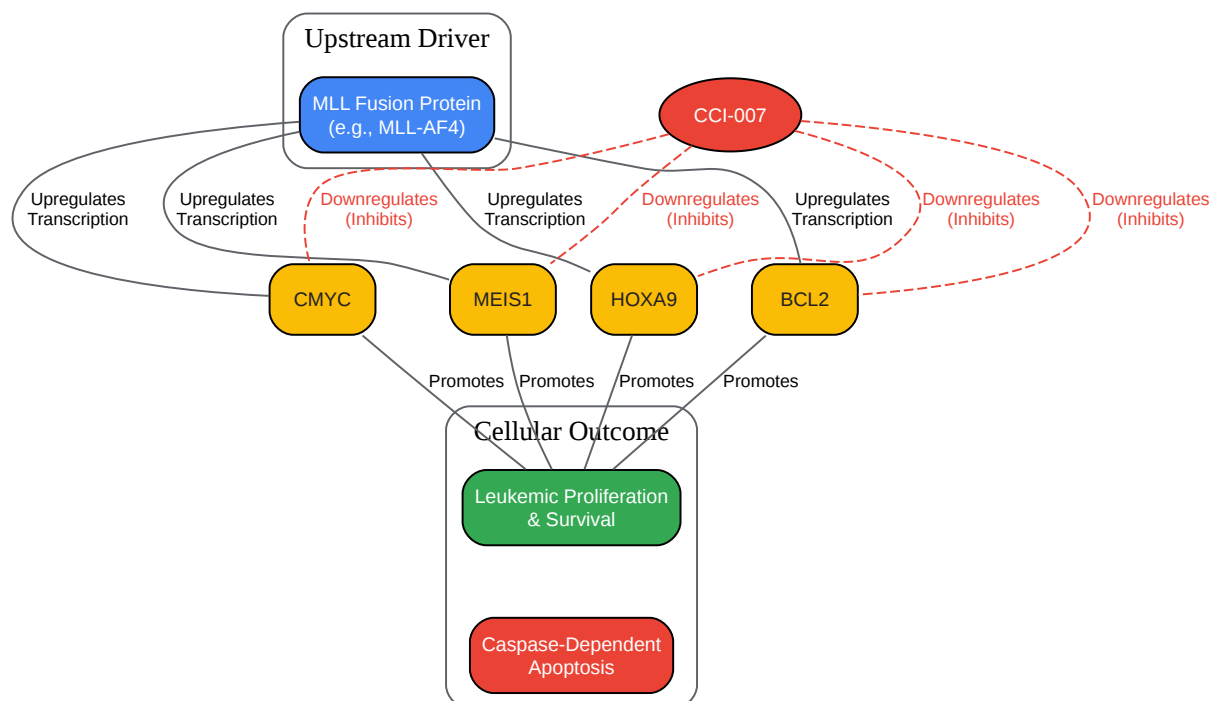 Upstream Driver
MLL Fusion Protein
(e.g., MLL-AF4)
CCI-007
Upregulates
Transcription
Upregulates
Transcription
Downregulates
(Inhibits)
Upregulates
Transcription
Downregulates
(Inhibits)
Upregulates
Transcription
Downregulates
(Inhibits)
Downregulates
(Inhibits)
CMYC
MEIS1
HOXA9
BCL2
Promotes
Promotes
Promotes
Promotes
Cellular Outcome
Leukemic Proliferation
& Survival
Caspase-Dependent
Apoptosis